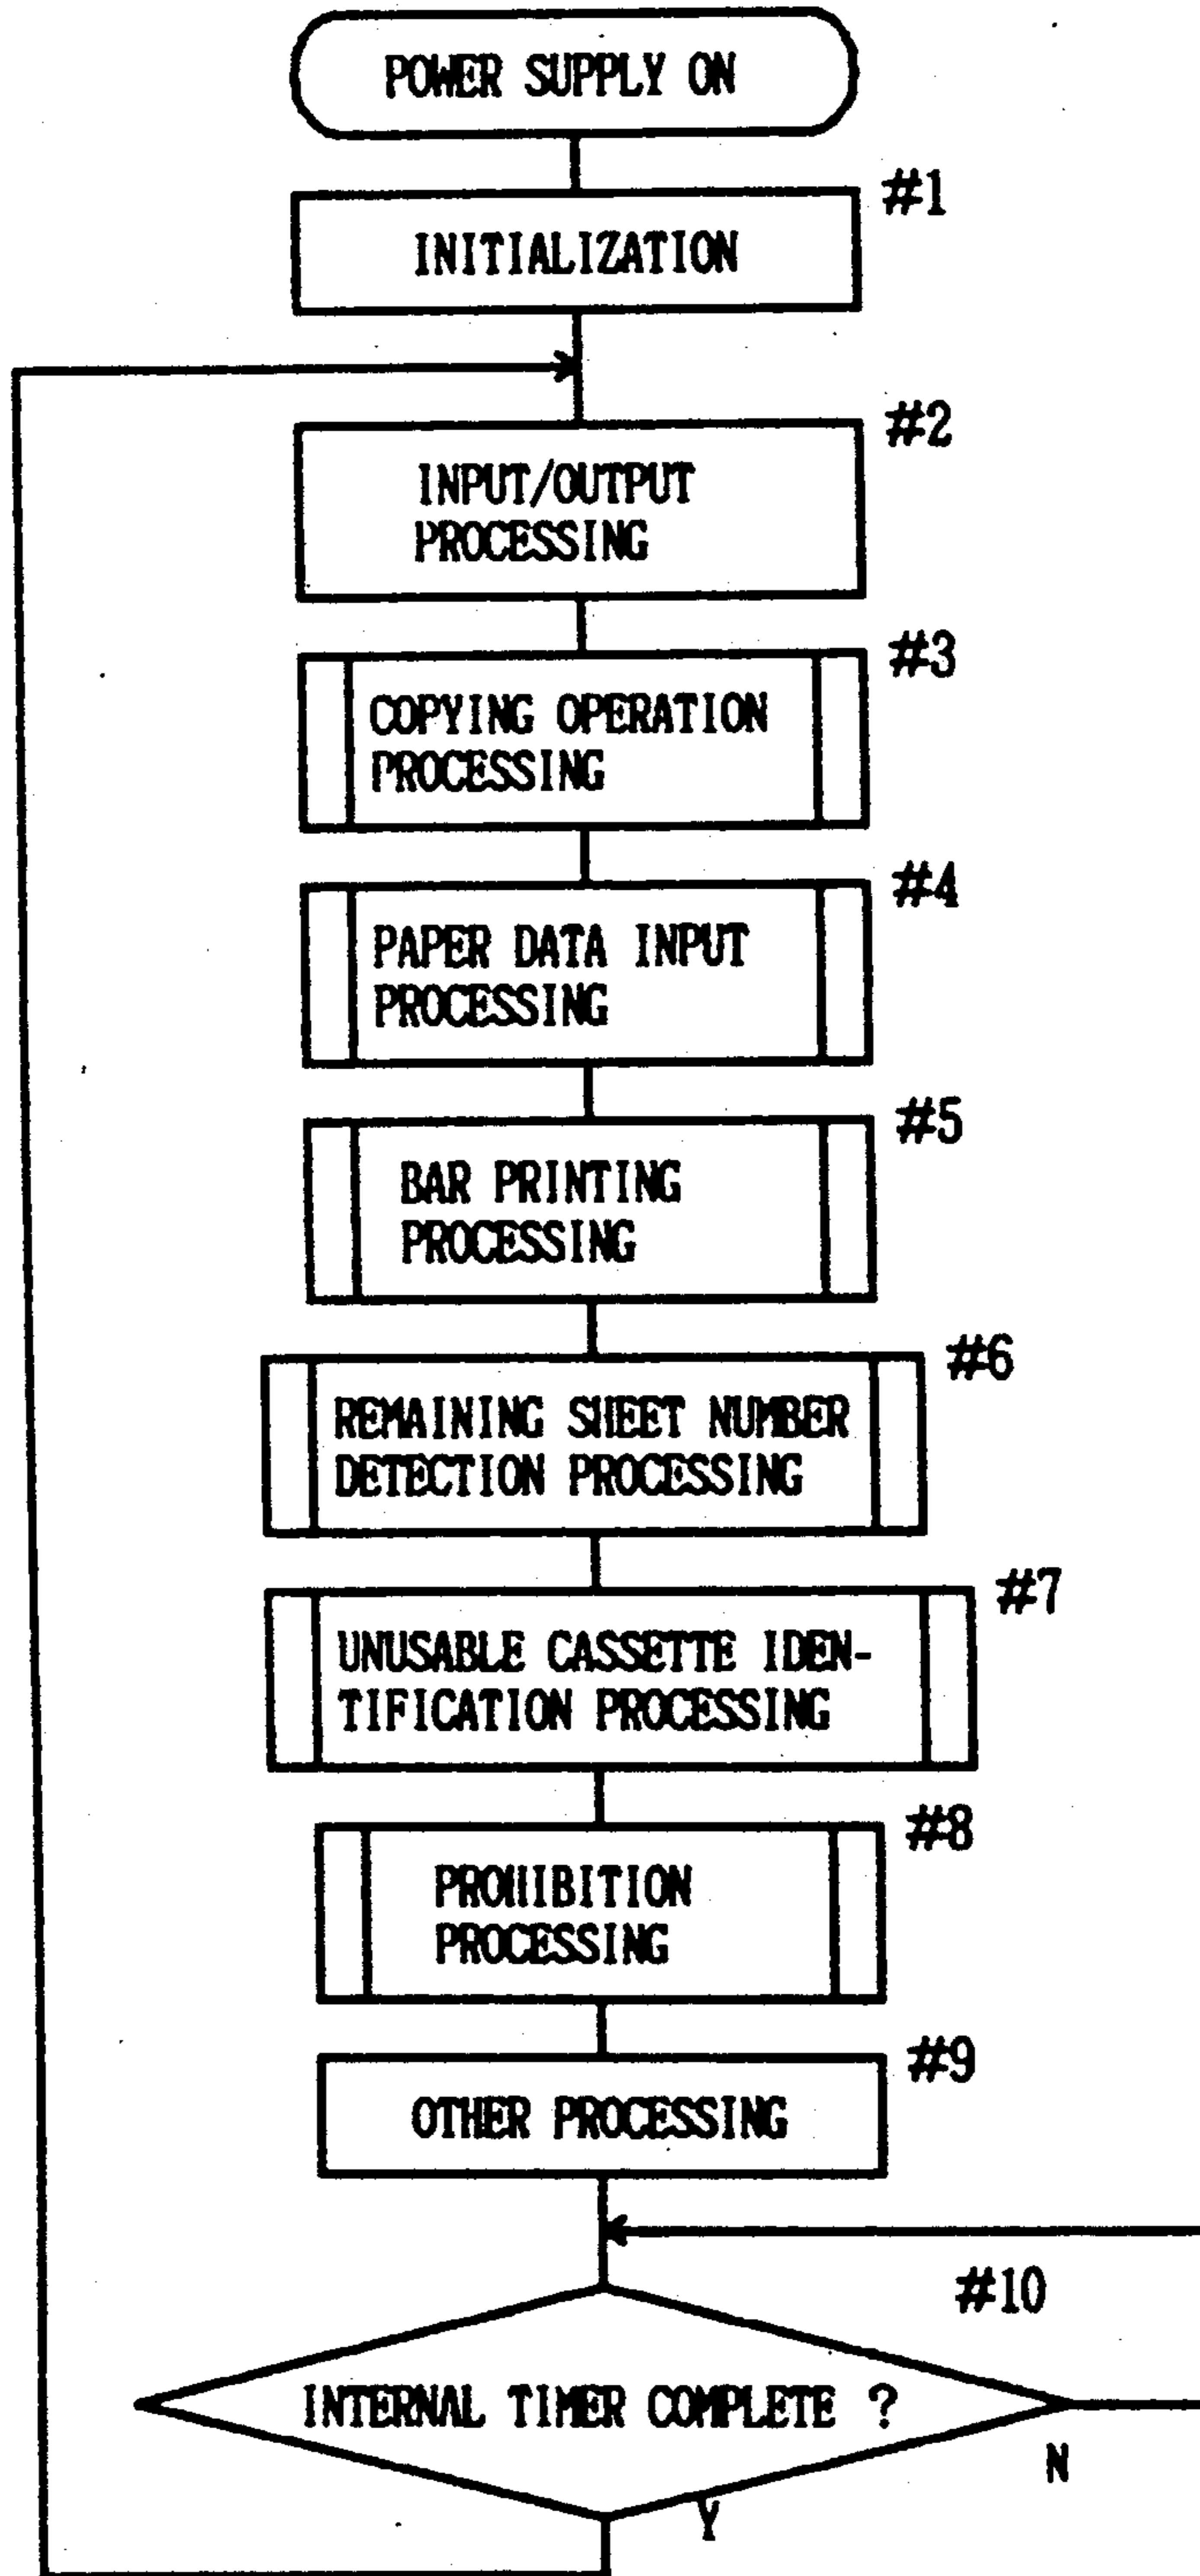 POWER SUPPLY ON
#1
INITIALIZATION
#2
INPUT/OUTPUT
PROCESSING
#3
COPYING OPERATION
PROCESSING
#4
PAPER DATA INPUT
PROCESSING
#5
BAR PRINTING
PROCESSING
#6
REMAINING SHEET NUMBER
DETECTION PROCESSING
#7
UNUSABLE CASSETTE IDEN-
TIFICATION PROCESSING
#8
PROHIBITION
PROCESSING
#9
OTHER PROCESSING
#10
INTERNAL TIMER COMPLETE ?
N
Y